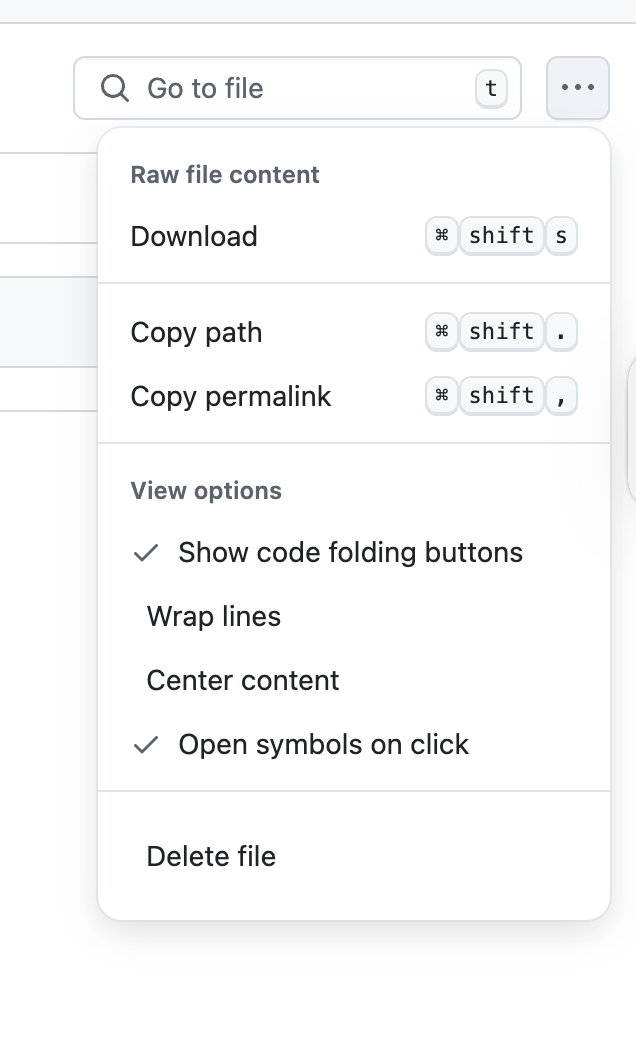 Go to file t ...
Raw file content
Download ⌘ shift s
Copy path ⌘ shift .
Copy permalink ⌘ shift ,
View options
Show code folding buttons
Wrap lines
Center content
Open symbols on click
Delete file